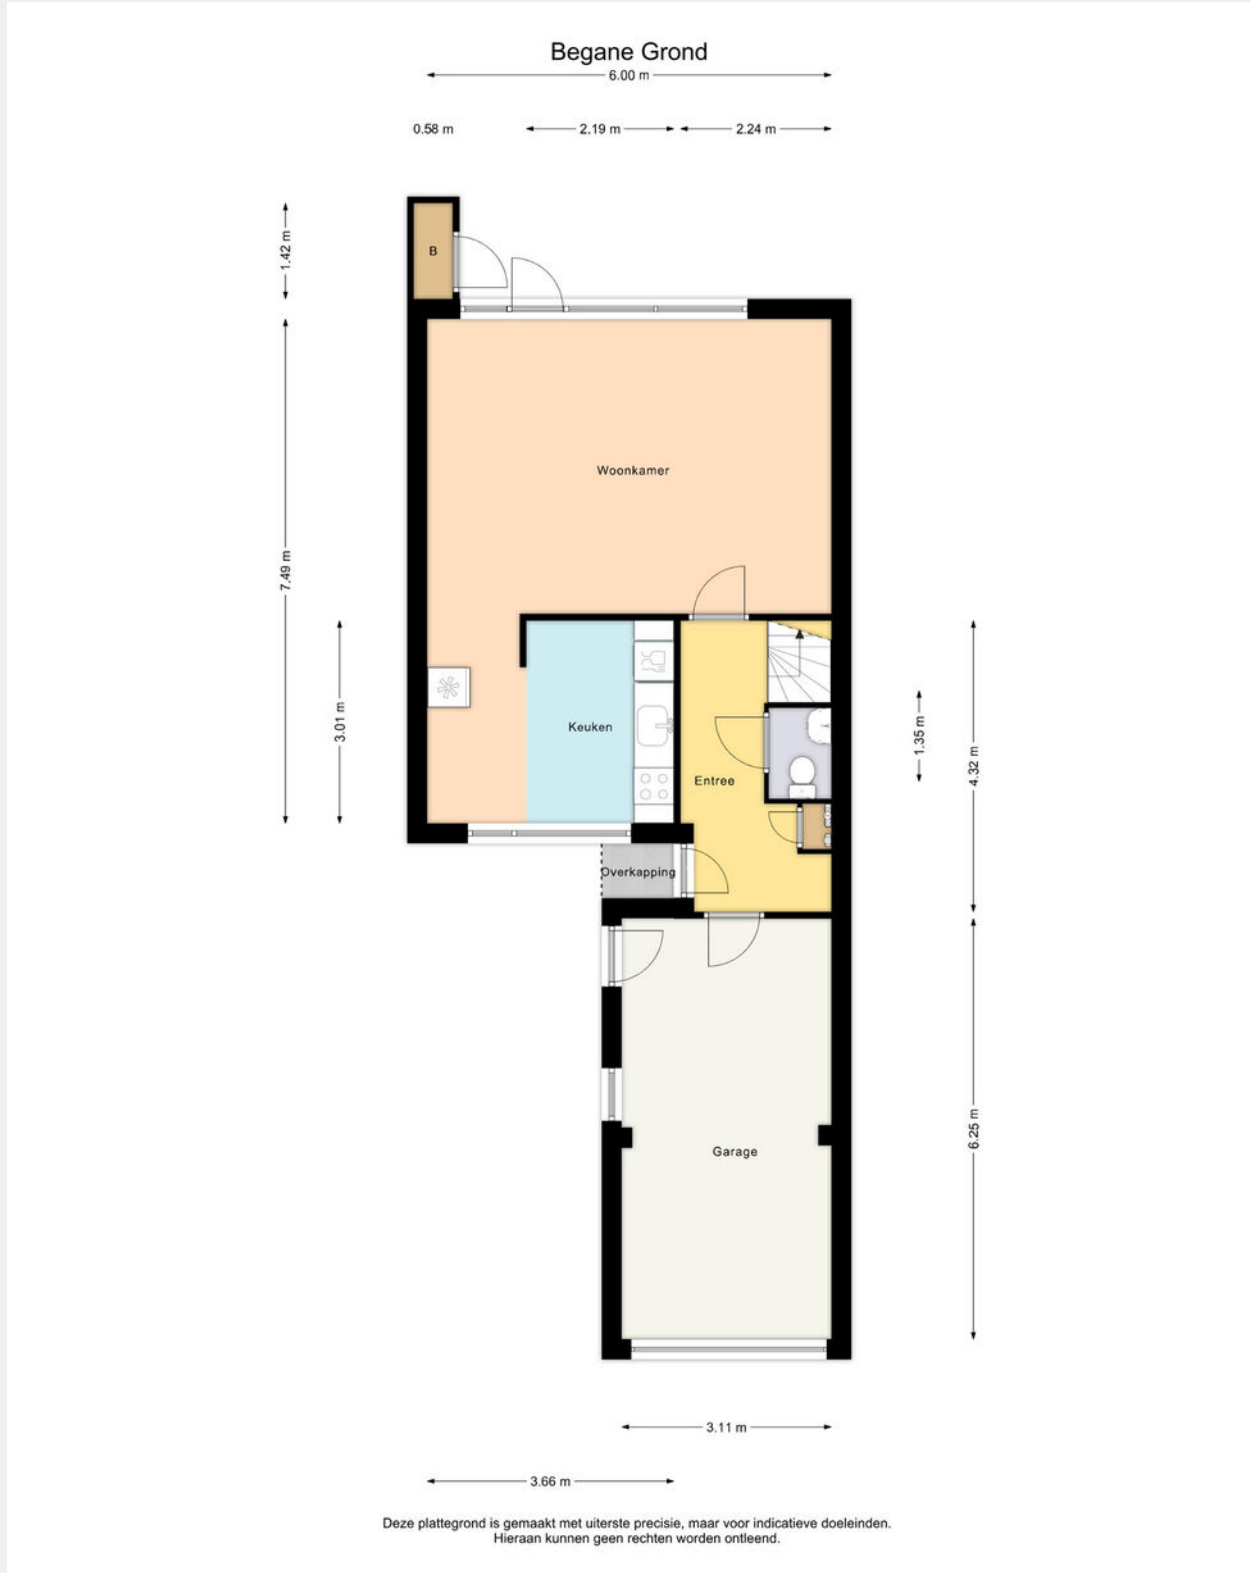 Begane Grond
6.00 m
0.58 m
2.19 m
2.24 m
1.42 m
B
Woonkamer
7.49 m
3.01 m
Keuken
1.35 m
4.32 m
Entree
Overkapping
6.25 m
Garage
3.11 m
3.66 m
Deze plattegrond is gemaakt met uiterste precisie, maar voor indicatieve doeleinden.
Hieraan kunnen geen rechten worden ontleend.